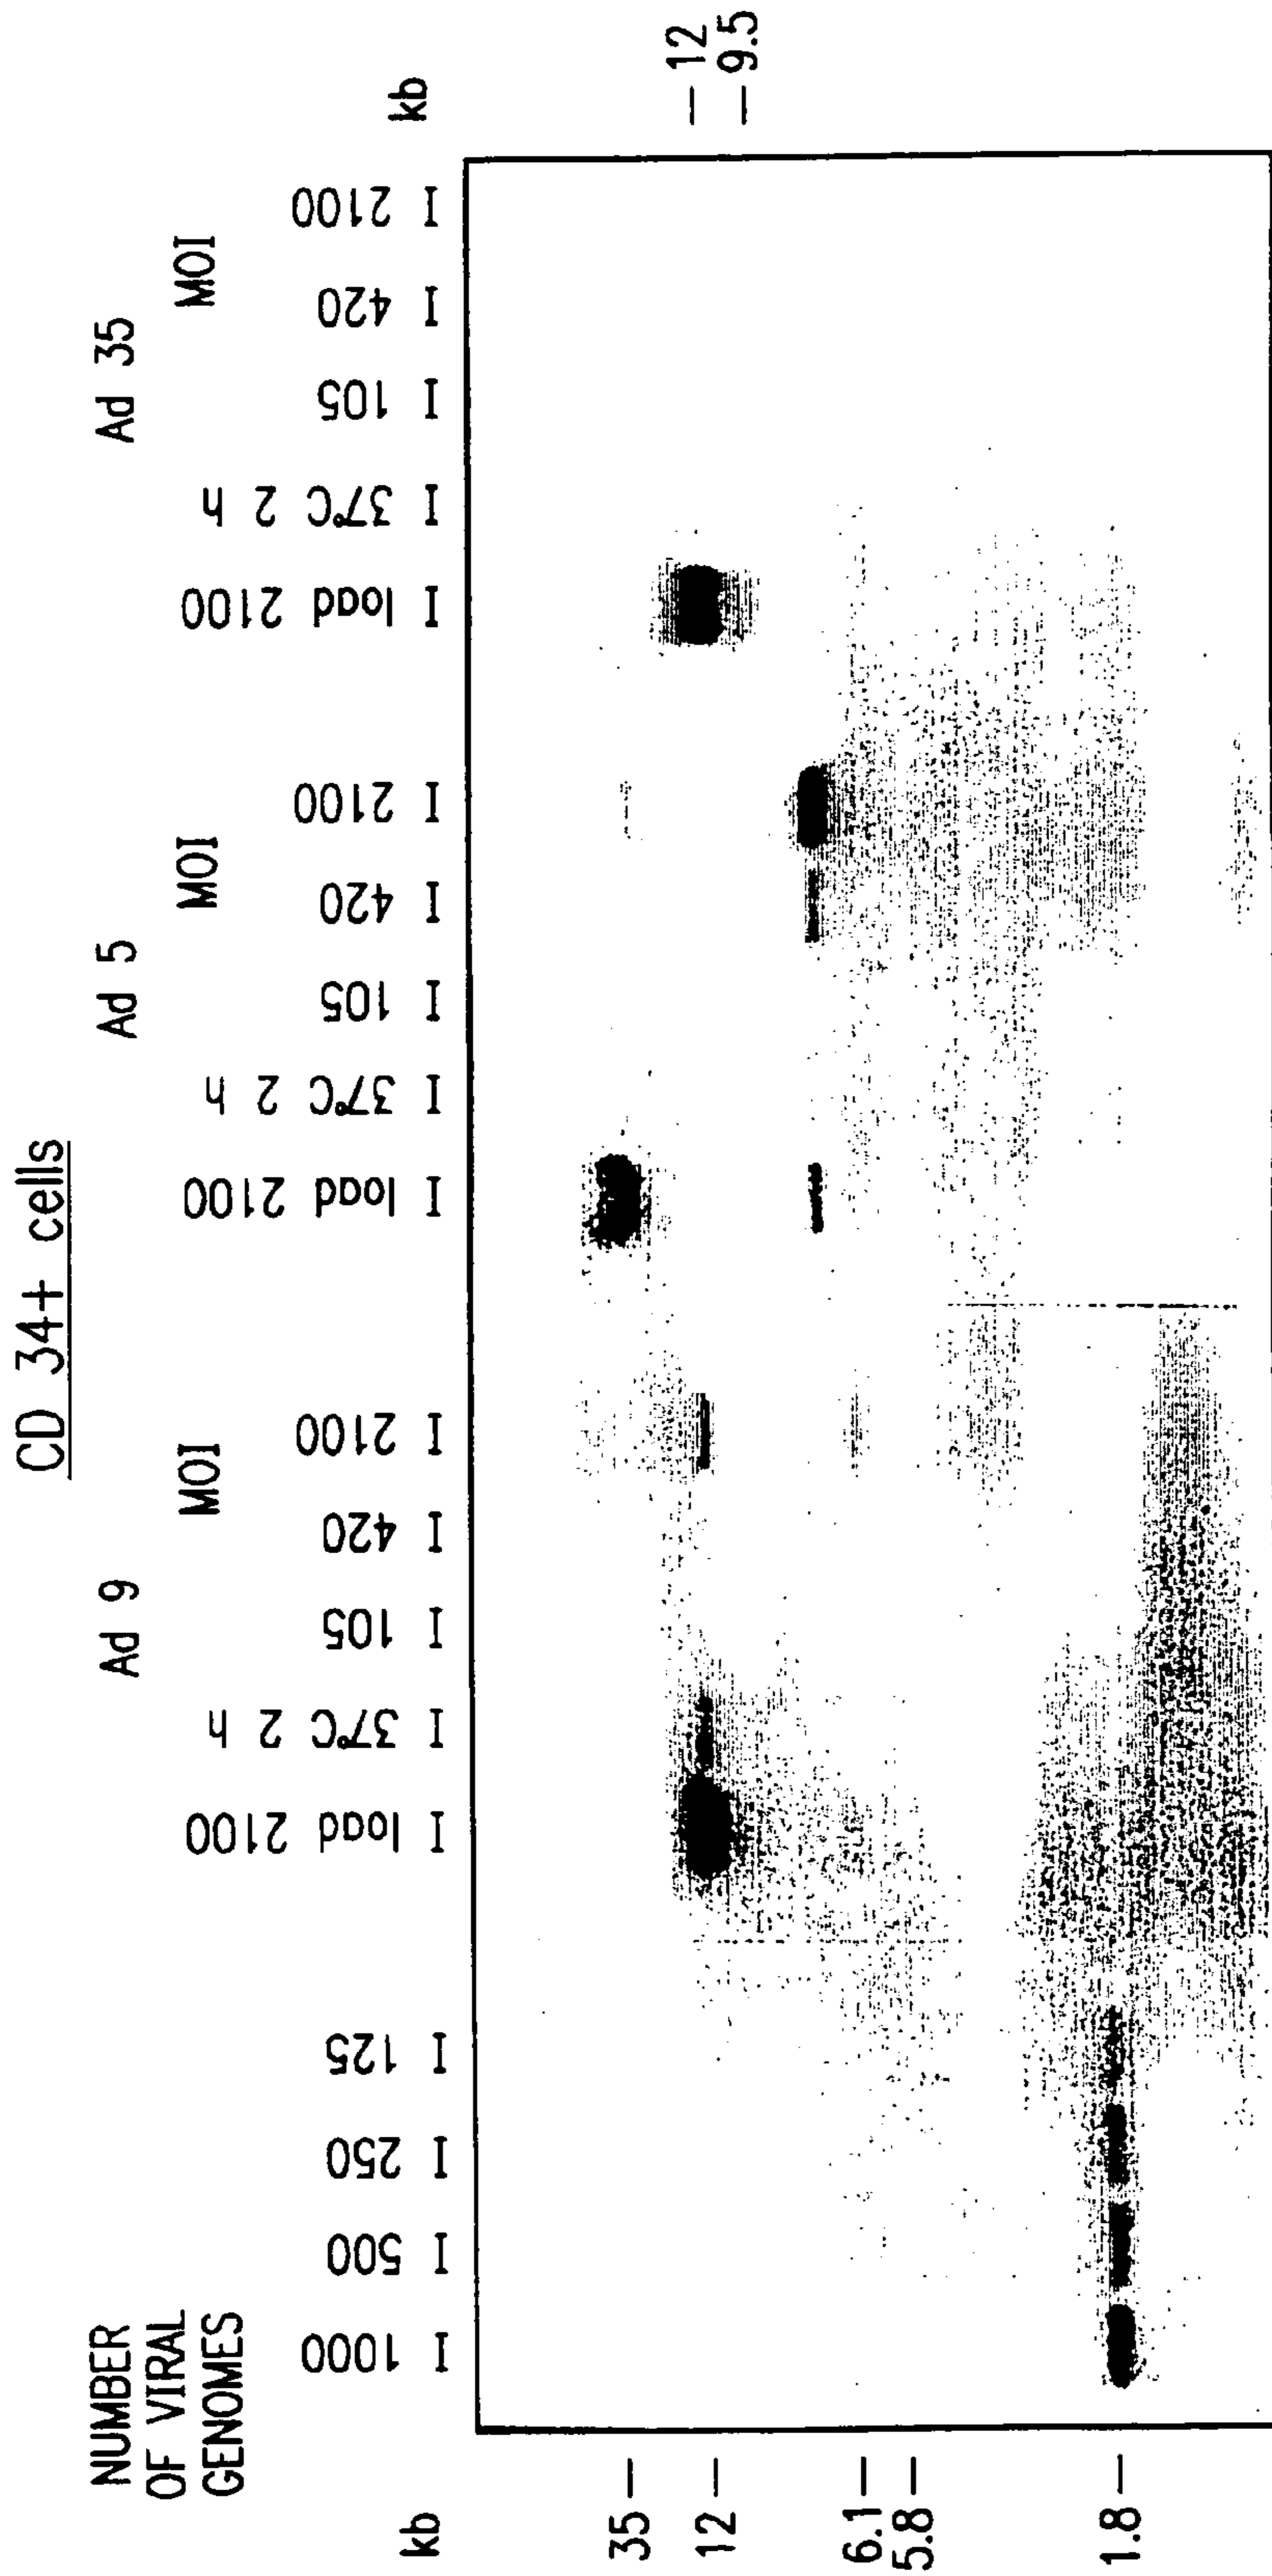 CD 34+ cells
Ad 9
Ad 5
Ad 35
NUMBER
OF VIRAL
GENOMES
MOI
MOI
MOI
kb
1000
500
250
125
load 2100
37°C 2 h
105
420
2100
load 2100
37°C 2 h
105
420
2100
load 2100
37°C 2 h
105
420
2100
kb
35–
12–
6.1–
5.8–
1.8–
–12
–9.5